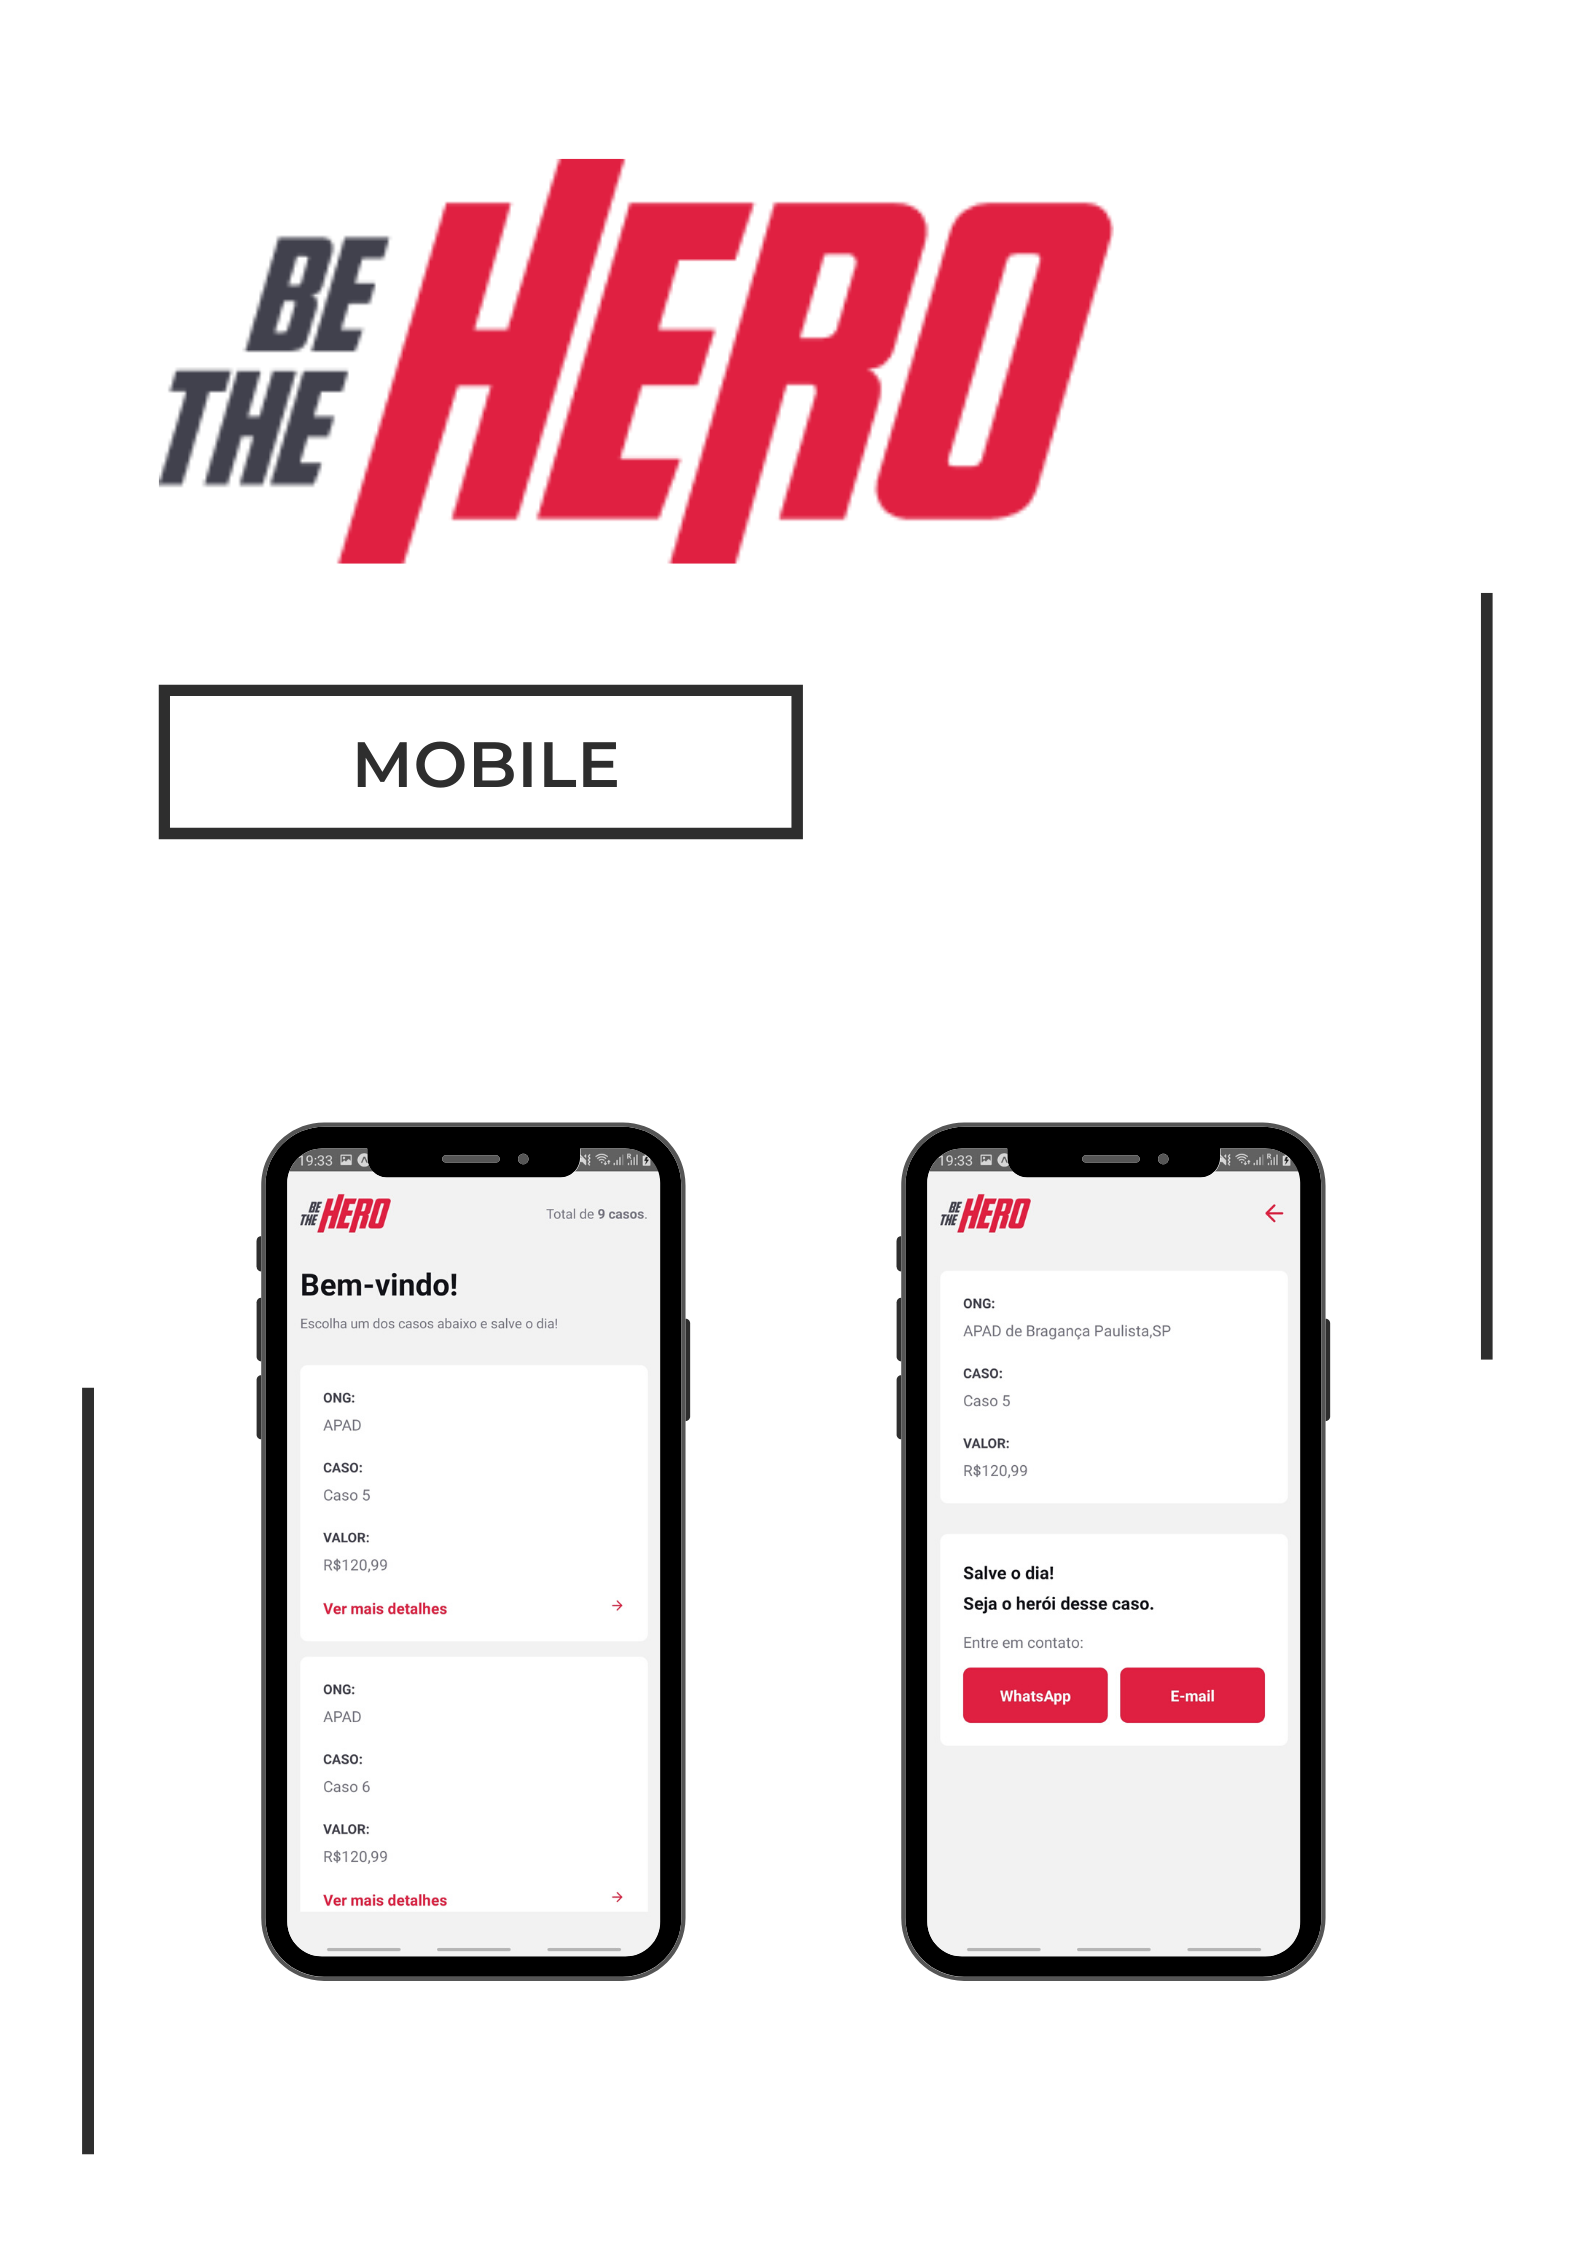 BE
THE
HERO
MOBILE
19:33
BE
THE
HERO
Total de 9 casos.
Bem-vindo!
Escolha um dos casos abaixo e salve o dia!
ONG:
APAD
CASO:
Caso 5
VALOR:
R$120,99
Ver mais detalhes
ONG:
APAD
CASO:
Caso 6
VALOR:
R$120,99
Ver mais detalhes
19:33
BE
THE
HERO
ONG:
APAD de Bragança Paulista,SP
CASO:
Caso 5
VALOR:
R$120,99
Salve o dia!
Seja o herói desse caso.
Entre em contato:
WhatsApp
E-mail